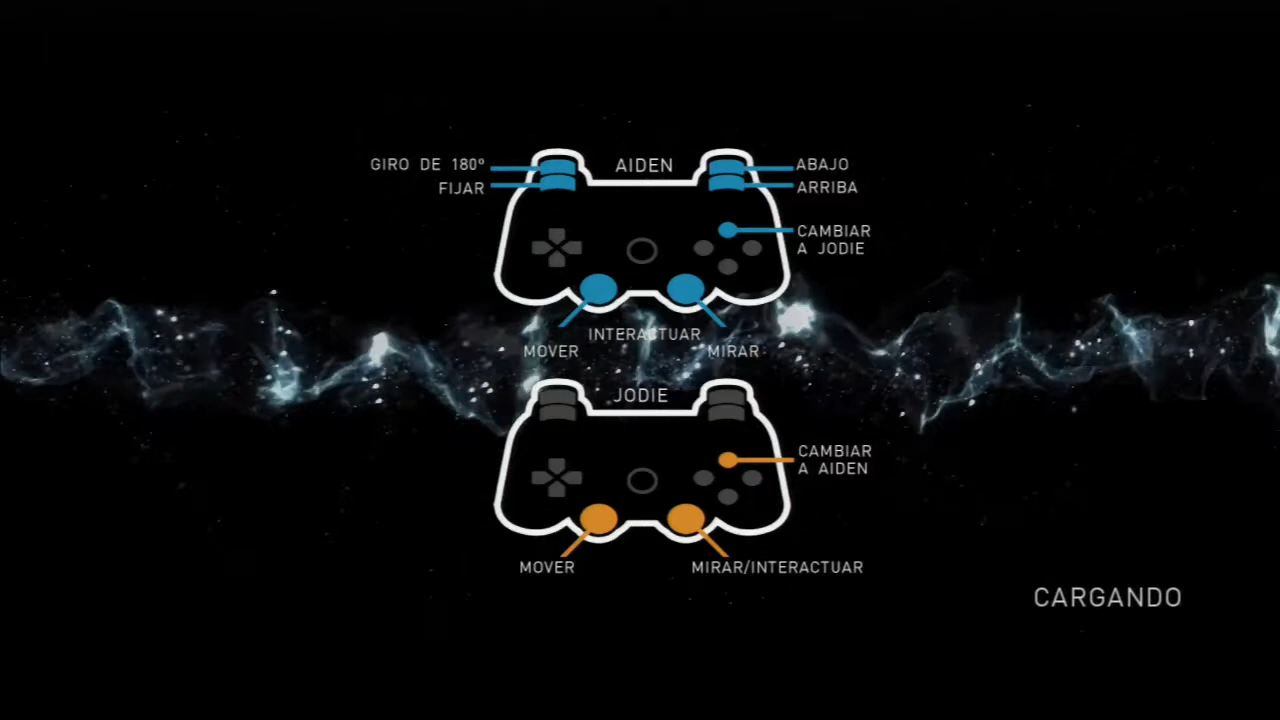 GIRO DE 180º
AIDEN
ABAJO
FIJAR
ARRIBA
CAMBIAR
A JODIE
INTERACTUAR
MOVER
MIRAR
JODIE
CAMBIAR
A AIDEN
MOVER
MIRAR/INTERACTUAR
CARGANDO